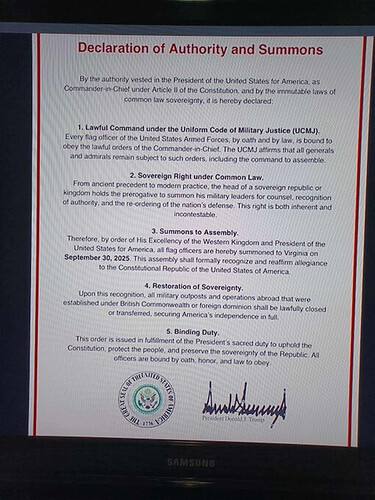 Declaration of Authority and Summons
By the authority vested in the President of the United States for America, as
Commander-in-Chief under Article II of the Constitution, and by the immutable laws of
common law sovereignty, it is hereby declared:
1. Lawful Command under the Uniform Code of Military Justice (UCMJ).
Every flag officer of the United States Armed Forces, by oath and by law, is bound to
obey the lawful orders of the Commander-in-Chief. The UCMJ affirms that all generals
and admirals remain subject to such orders, including the command to assemble.
2. Sovereign Right under Common Law.
From ancient precedent to modern practice, the head of a sovereign republic or
kingdom holds the prerogative to summon his military leaders for counsel, recognition
of authority, and the re-ordering of the nation's defense. This right is both inherent and
incontestable.
3. Summons to Assembly.
Therefore, by order of His Excellency of the Western Kingdom and President of the
United States for America, all flag officers are hereby summoned to Virginia on
September 30, 2025. This assembly shall formally recognize and reaffirm allegiance
to the Constitutional Republic of the United States of America.
4. Restoration of Sovereignty.
Upon this recognition, all military outposts and operations abroad that were
established under British Commonwealth or foreign dominion shall be lawfully closed
or transferred, securing America's independence in full.
5. Binding Duty.
This order is issued in fulfillment of the President's sacred duty to uphold the
Constitution, protect the people, and preserve the sovereignty of the Republic. All
officers are bound by oath, honor, and law to obey.
THE GREAT SEAL OF THE UNITED STATES OF AMERICA
1776
President Donald J. Trump
SAMSUNG